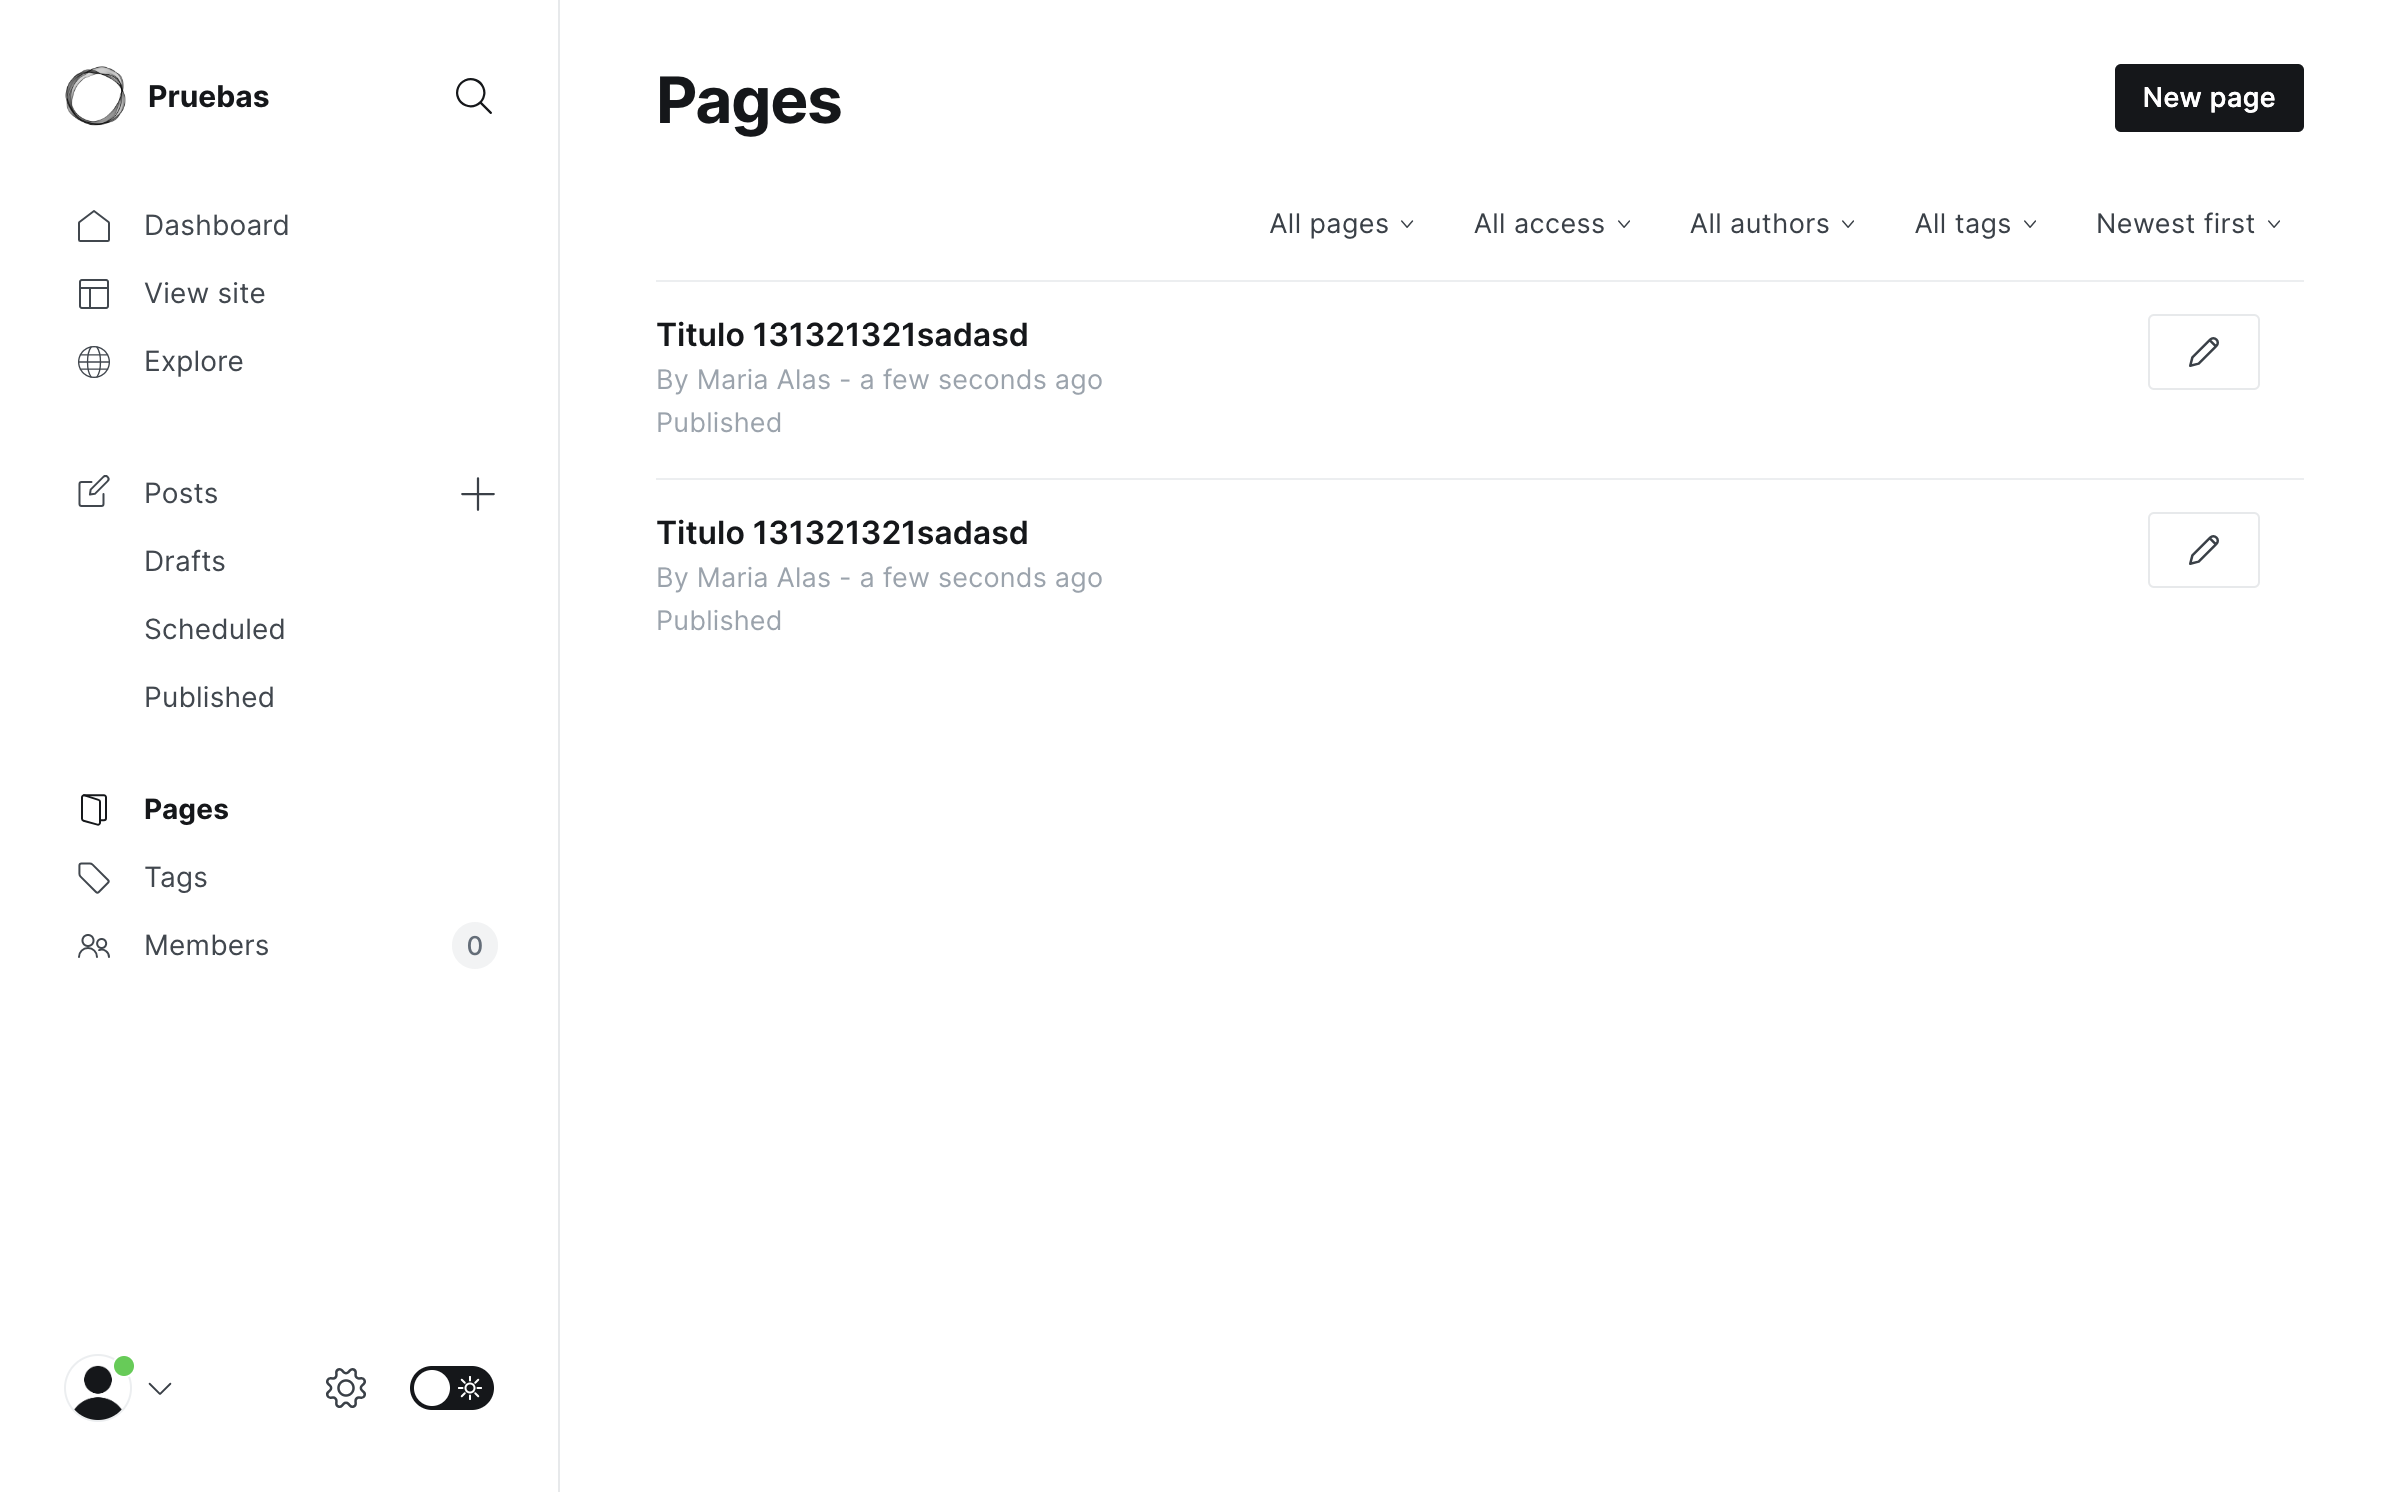 Pruebas
Dashboard
View site
Explore
Posts
Drafts
Scheduled
Published
Pages
Tags
Members 0
Pages
New page
All pages All access All authors All tags Newest first
Titulo 131321321sadasd
By Maria Alas - a few seconds ago
Published
Titulo 131321321sadasd
By Maria Alas - a few seconds ago
Published